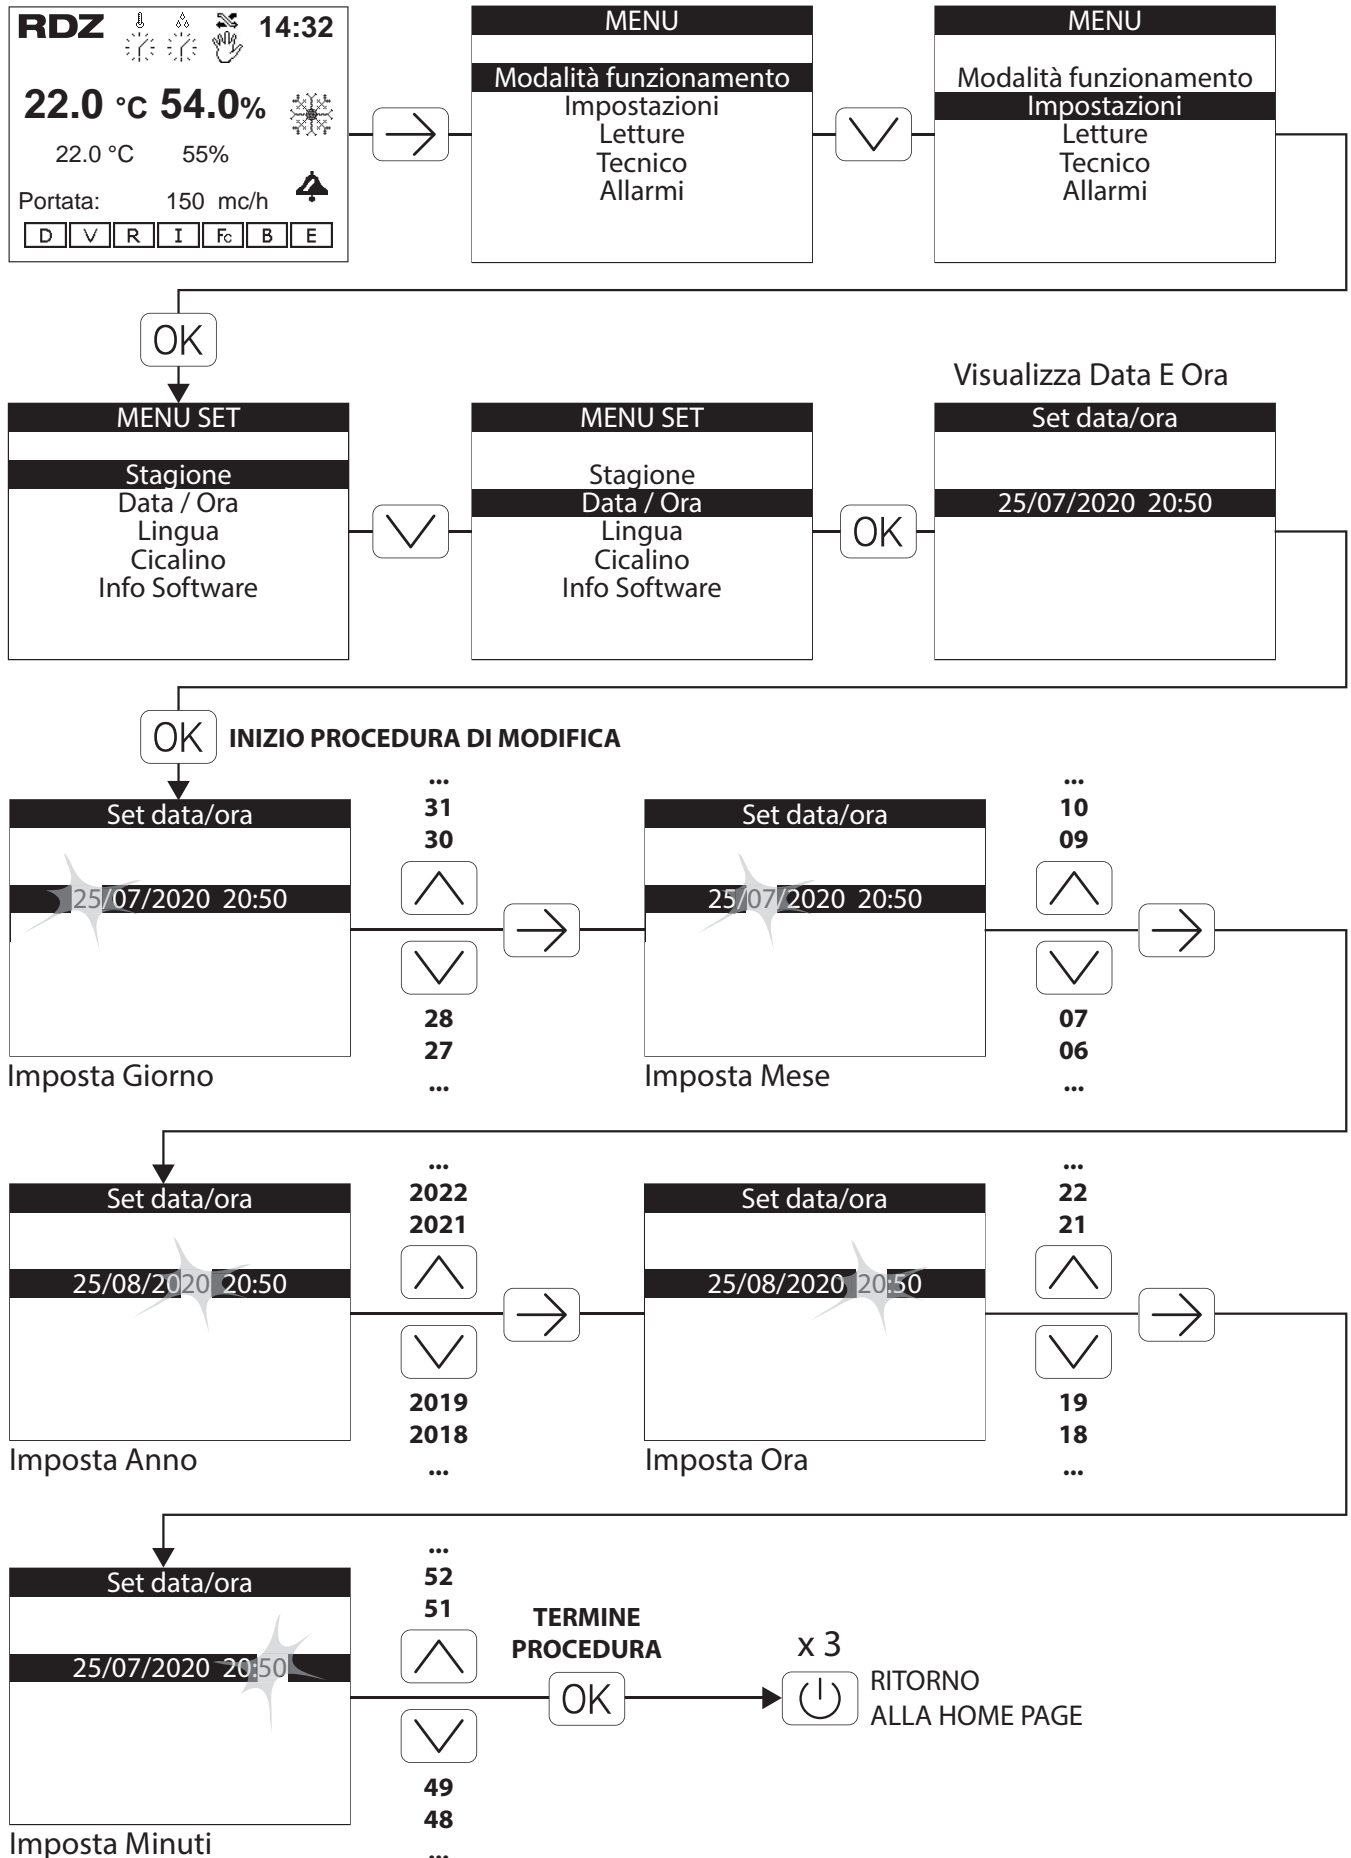 RDZ 14:32
22.0 °C 54.0%
22.0 °C 55%
Portata: 150 mc/h
D V R I Fc B E
MENU
Modalità funzionamento
Impostazioni
Letture
Tecnico
Allarmi
MENU
Modalità funzionamento
Impostazioni
Letture
Tecnico
Allarmi
OK
MENU SET
Stagione
Data / Ora
Lingua
Cicalino
Info Software
MENU SET
Stagione
Data / Ora
Lingua
Cicalino
Info Software
OK
Visualizza Data E Ora
Set data/ora
25/07/2020 20:50
OK INIZIO PROCEDURA DI MODIFICA
Set data/ora
25/07/2020 20:50
Imposta Giorno
...
31
30
28
27
...
Set data/ora
25/07/2020 20:50
Imposta Mese
...
10
09
07
06
...
Set data/ora
25/08/2020 20:50
Imposta Anno
...
2022
2021
2019
2018
...
Set data/ora
25/08/2020 20:50
Imposta Ora
...
22
21
19
18
...
Set data/ora
25/07/2020 20:50
Imposta Minuti
...
52
51
49
48
...
TERMINE
PROCEDURA
OK
x 3
RITORNO
ALLA HOME PAGE